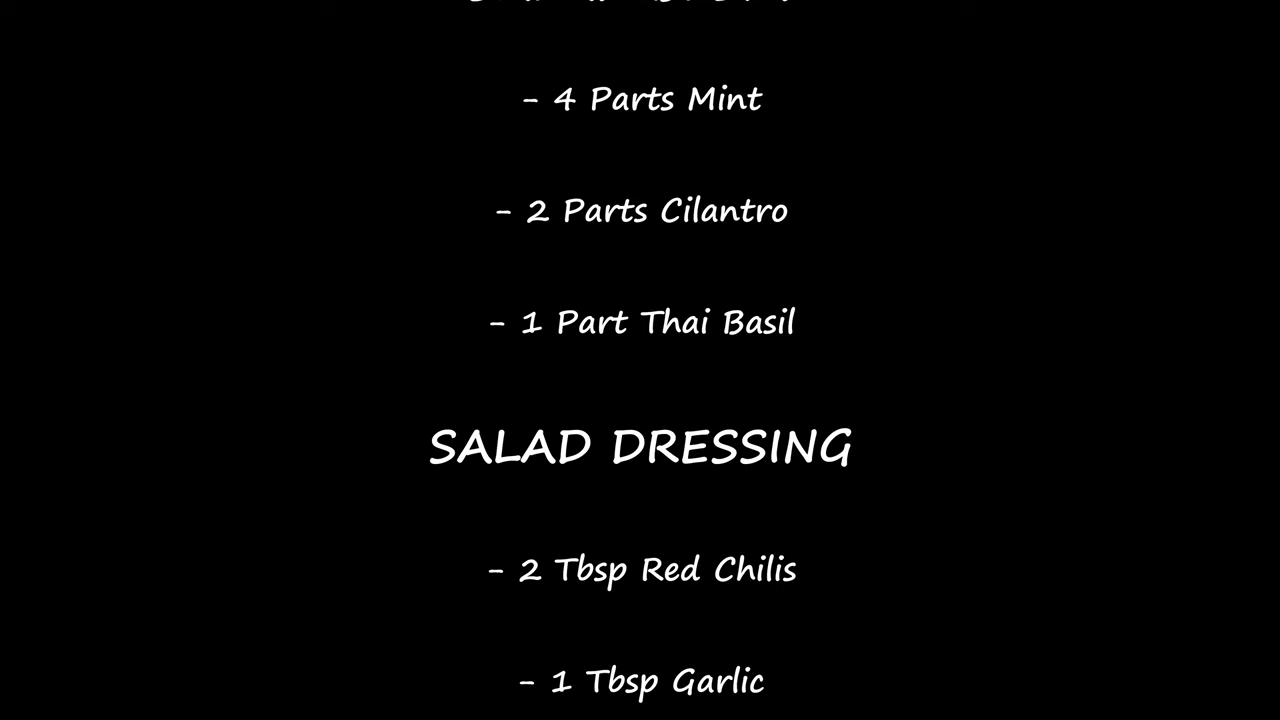 - 4 Parts Mint
- 2 Parts Cilantro
- 1 Part Thai Basil
SALAD DRESSING
- 2 Tbsp Red Chilis
- 1 Tbsp Garlic